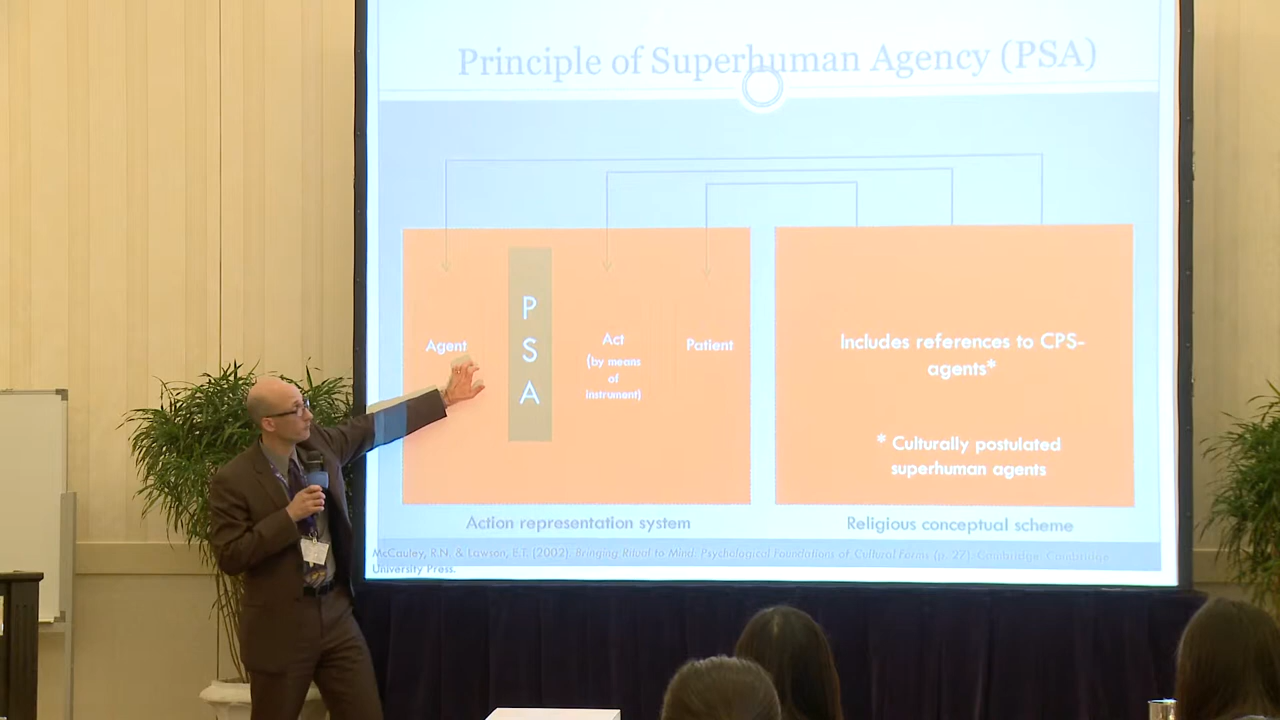 Principle of Superhuman Agency (PSA)
Agent
P
S
A
Act
(by means
of
instrument)
Patient
Includes references to CPS-
agents*
* Culturally postulated
superhuman agents
Action representation system
Religious conceptual scheme
McCauley, R.N. & Lawson, E.T. (2002). Bringing Ritual to Mind: Psychological Foundations of Cultural Forms (p. 27). Cambridge: Cambridge
University Press.